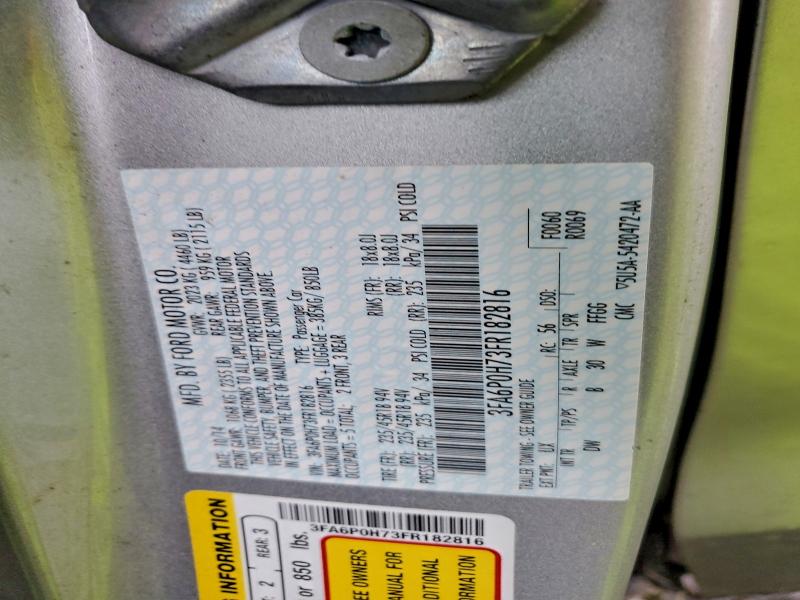 MFD. BY FORD MOTOR CO.
DATE: 10/14 GVWR: 2023 KG ( 4460 LB)
FRONT GAWR: 1068 KG ( 2355 LB) REAR GAWR: 959 KG ( 2115 LB)
THIS VEHICLE CONFORMS TO ALL APPLICABLE FEDERAL MOTOR
VEHICLE SAFETY, BUMPER, AND THEFT PREVENTION STANDARDS
IN EFFECT ON THE DATE OF MANUFACTURE SHOWN ABOVE.
VIN: 3FA6P0H73FR182816 TYPE: Passenger Car
MAXIMUM LOAD = OCCUPANTS + LUGGAGE = 385KG/ 850LB
OCCUPANTS = 5 TOTAL: 2 FRONT, 3 REAR
TIRE (FR): 235/45R18 94V RIMS (FR): 18x8.0J
(RR): 235/45R18 94V (RR): 18x8.0J
PRESSURE (FR): 235 kPa/ 34 PSI COLD (RR): 235 kPa/ 34 PSI COLD
3FA6P0H73FR182816
TRAILER TOWING - SEE OWNER GUIDE F0060
EXT PNT: UX RC: 56 DSO: R0069
INT TR TP/PS R AXLE TR SPR
DW B 30 W FFGG
CMC 5U5A-5420472-AA
INFORMATION
2 REAR: 3
or 850 lbs.
3FA6P0H73FR182816
SEE OWNERS
MANUAL FOR
DITIONAL
ORMATION